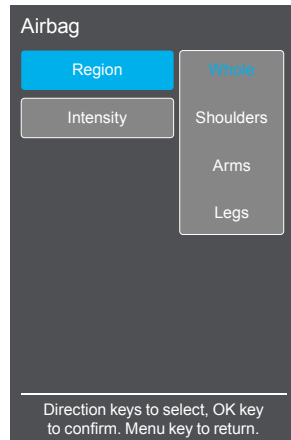 Airbag
Region
Whole
Intensity
Shoulders
Arms
Legs
Direction keys to select, OK key
to confirm. Menu key to return.